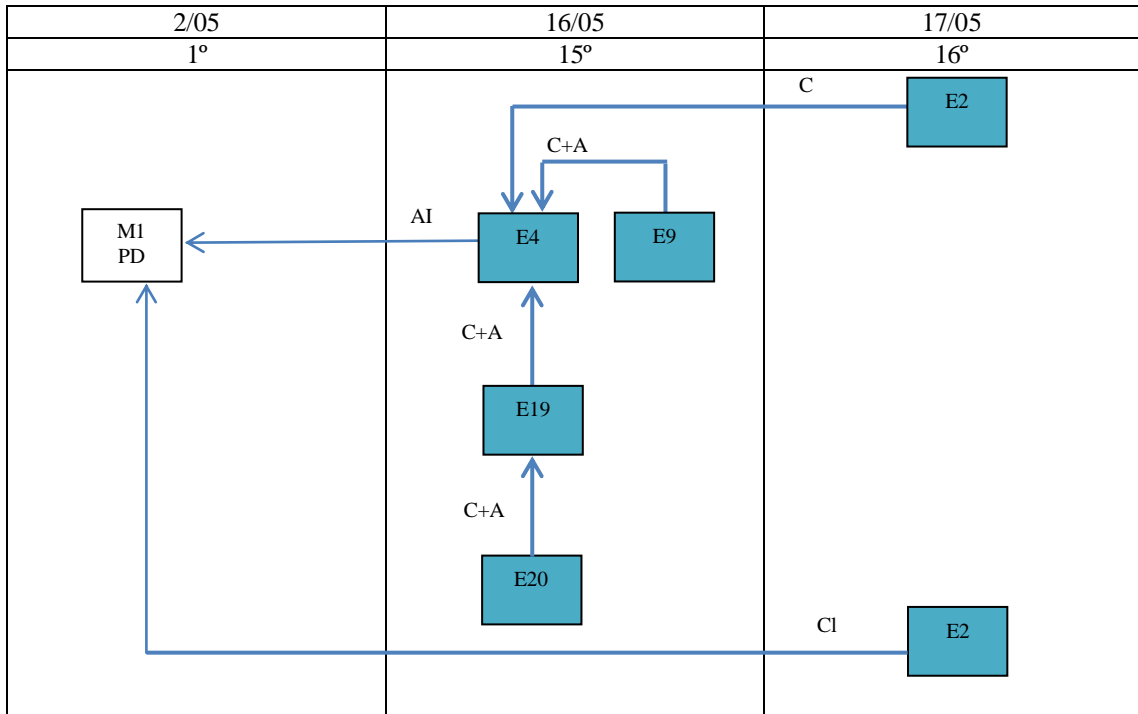 2/05 16/05 17/05
1º 15º 16º
C
E2
C+A
M1
PD
AI
E4
E9
C+A
E19
C+A
E20
Cl
E2